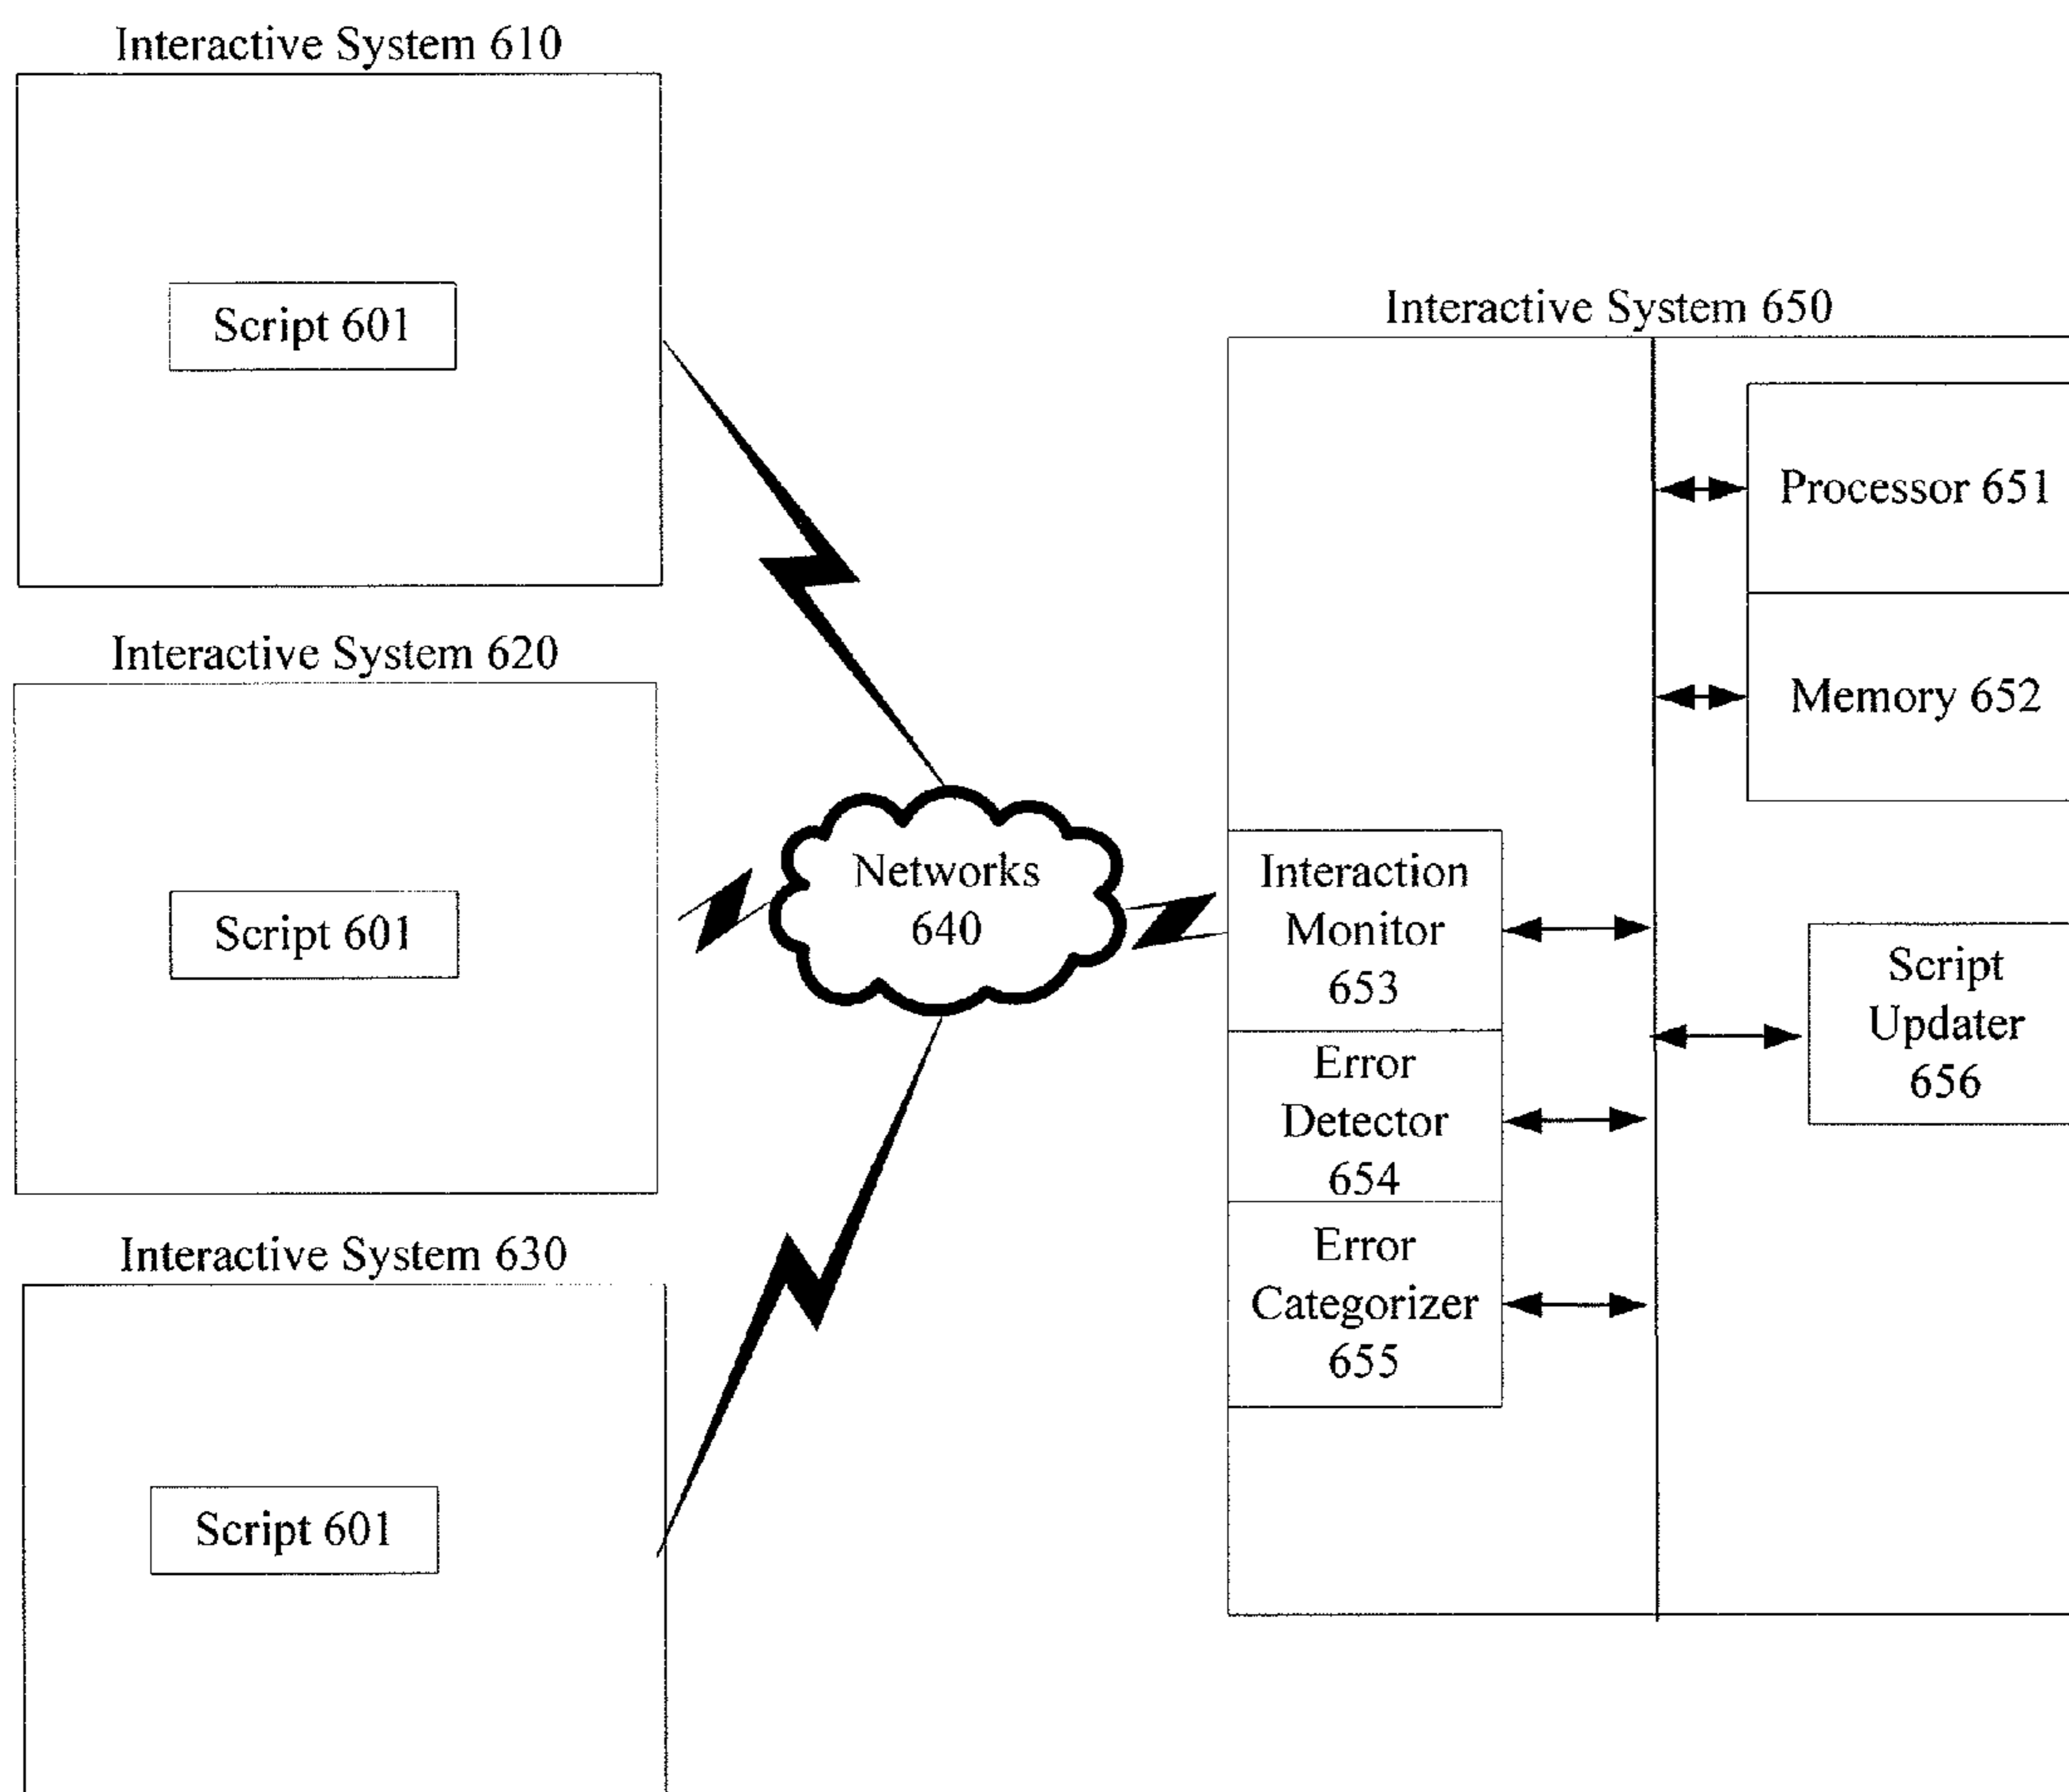 Interactive System 610
Script 601
Interactive System 620
Script 601
Interactive System 630
Script 601
Networks
640
Interactive System 650
Processor 651
Memory 652
Interaction
Monitor
653
Error
Detector
654
Error
Categorizer
655
Script
Updater
656